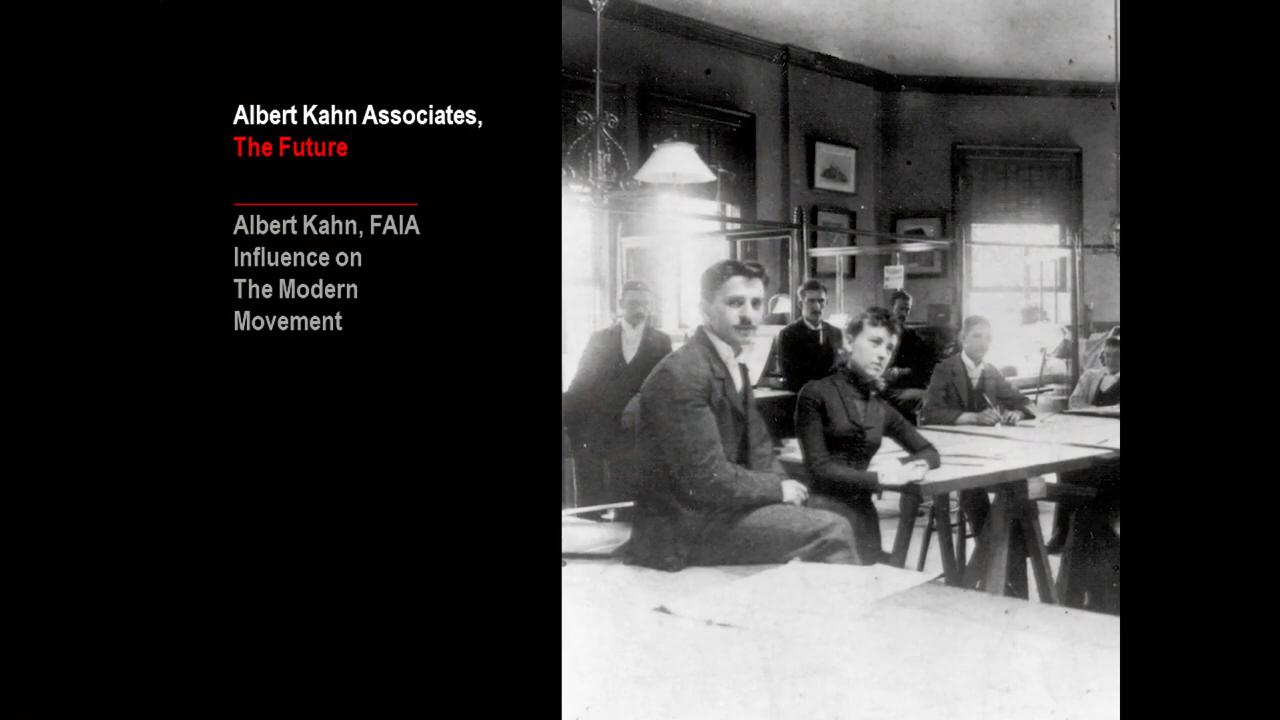 Albert Kahn Associates,
The Future
Albert Kahn, FAIA
Influence on
The Modern
Movement